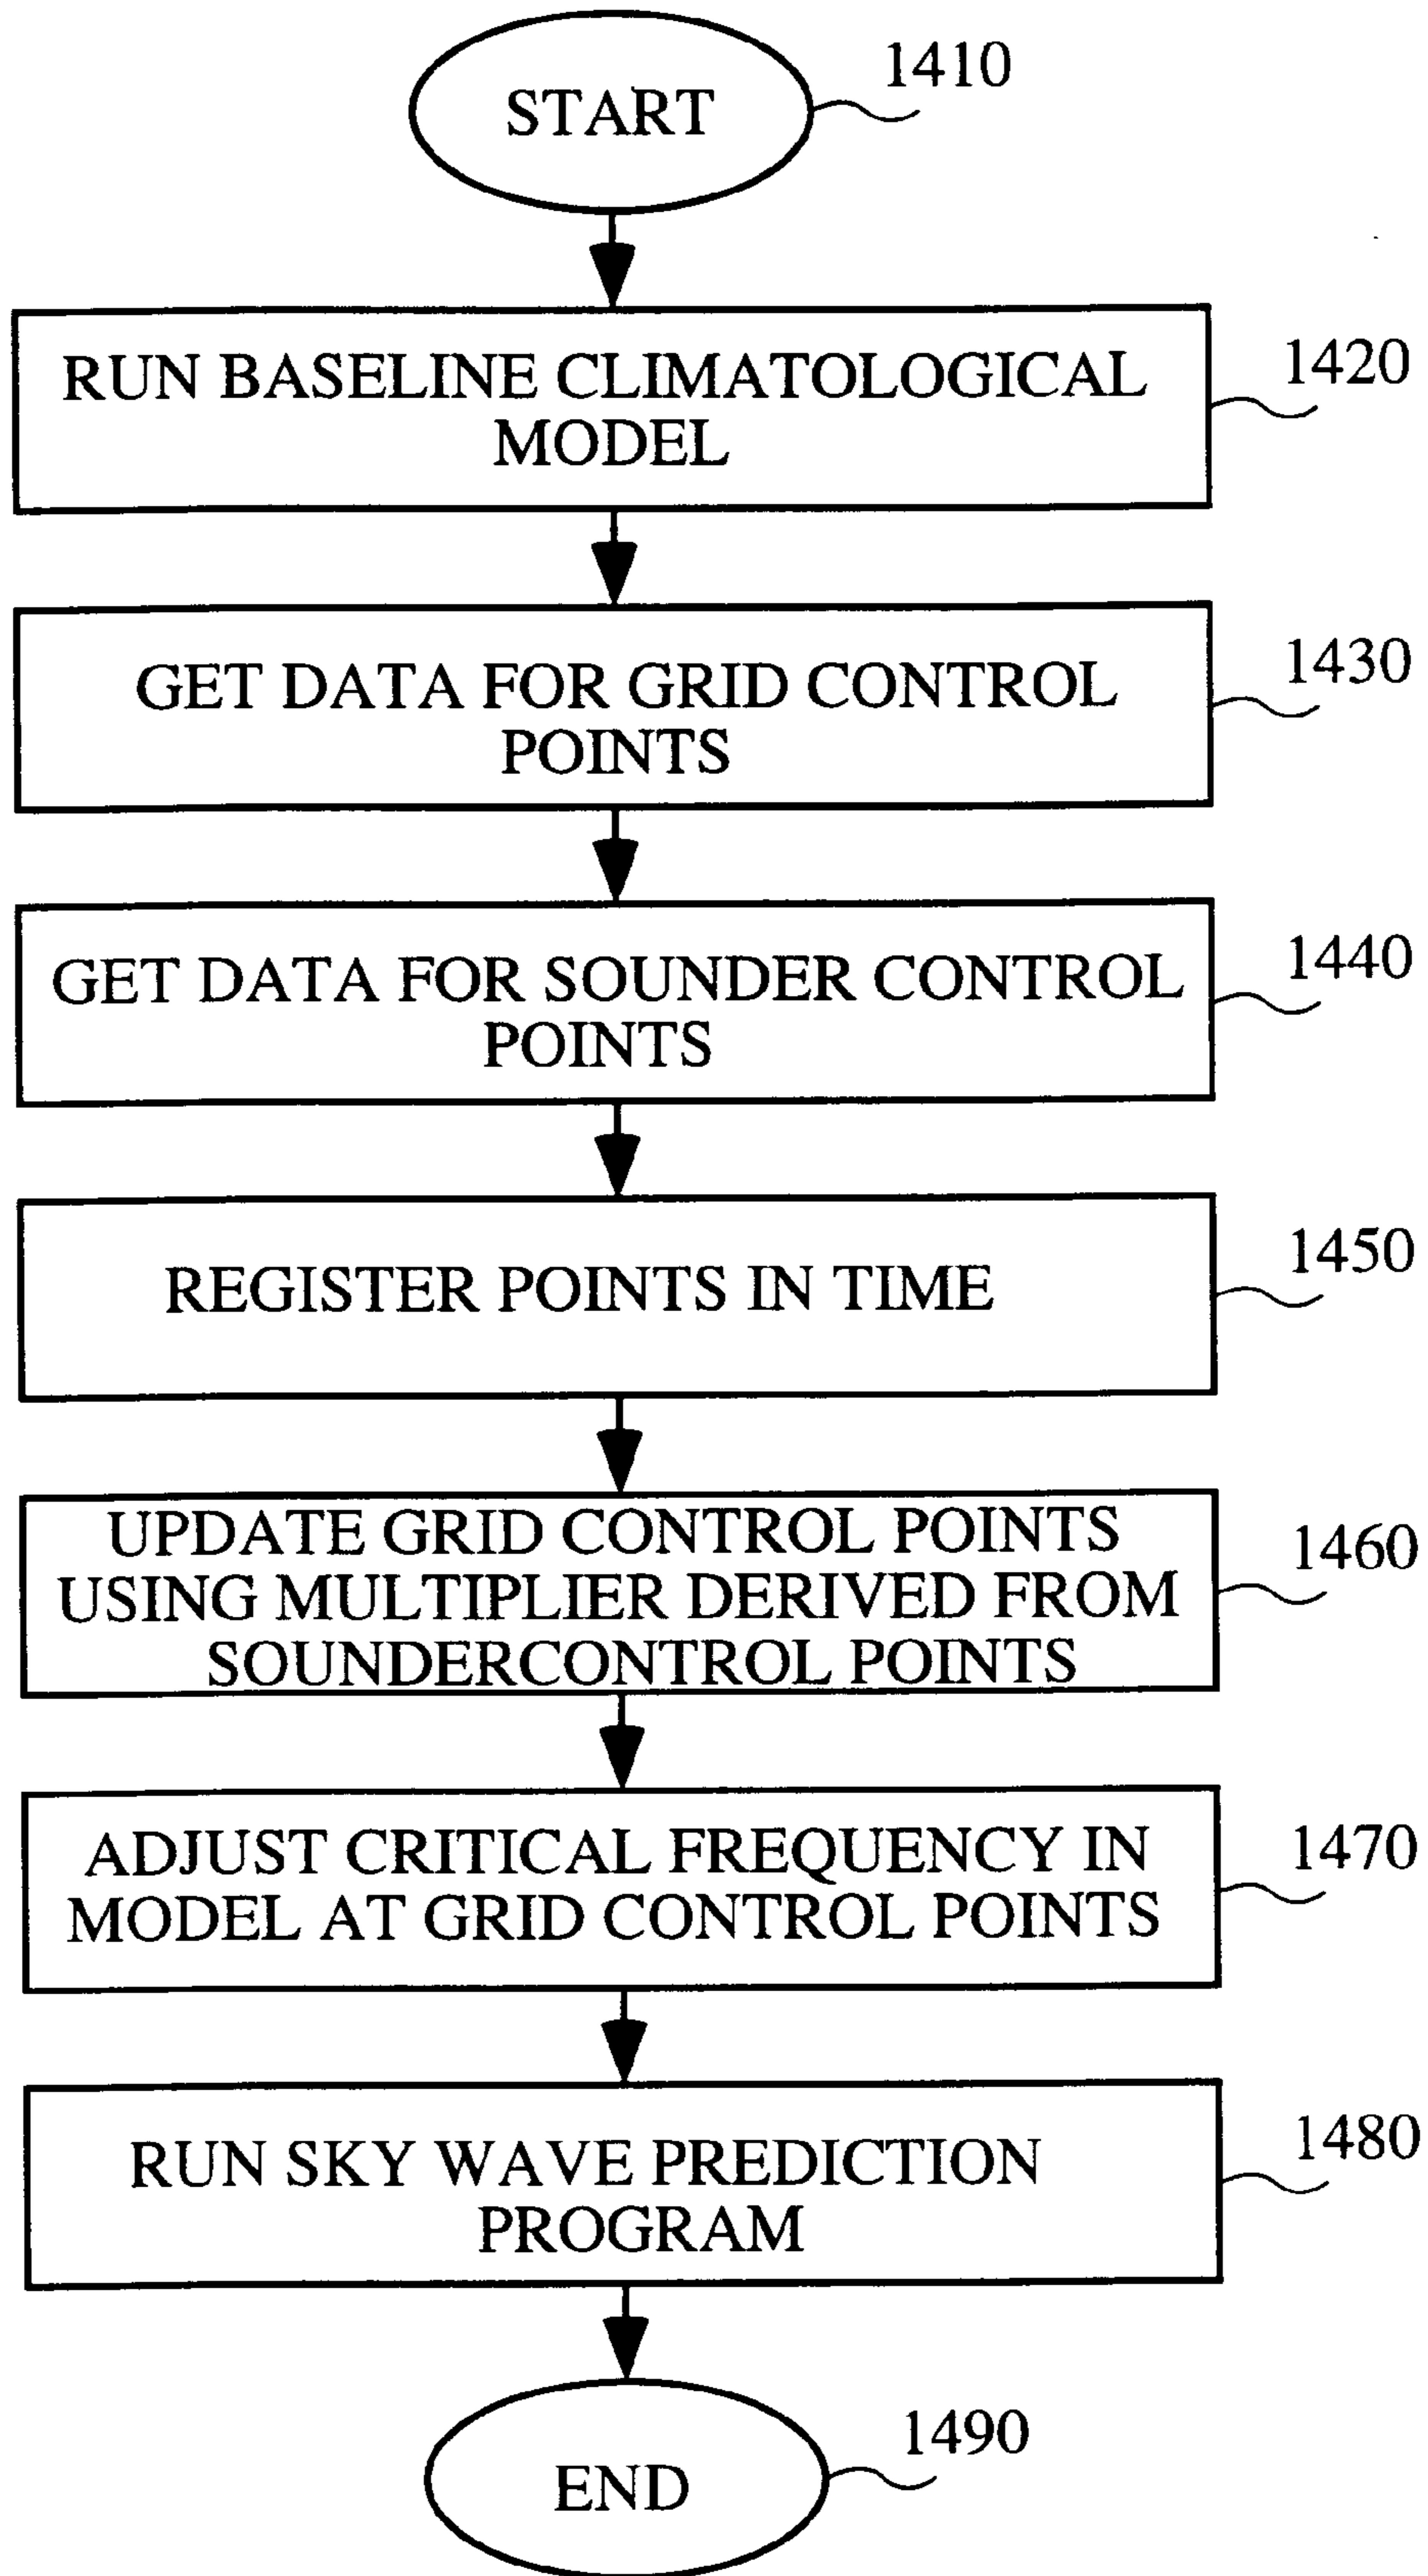 START
1410
RUN BASELINE CLIMATOLOGICAL
MODEL
1420
GET DATA FOR GRID CONTROL
POINTS
1430
GET DATA FOR SOUNDER CONTROL
POINTS
1440
REGISTER POINTS IN TIME
1450
UPDATE GRID CONTROL POINTS
USING MULTIPLIER DERIVED FROM
SOUNDERCONTROL POINTS
1460
ADJUST CRITICAL FREQUENCY IN
MODEL AT GRID CONTROL POINTS
1470
RUN SKY WAVE PREDICTION
PROGRAM
1480
END
1490